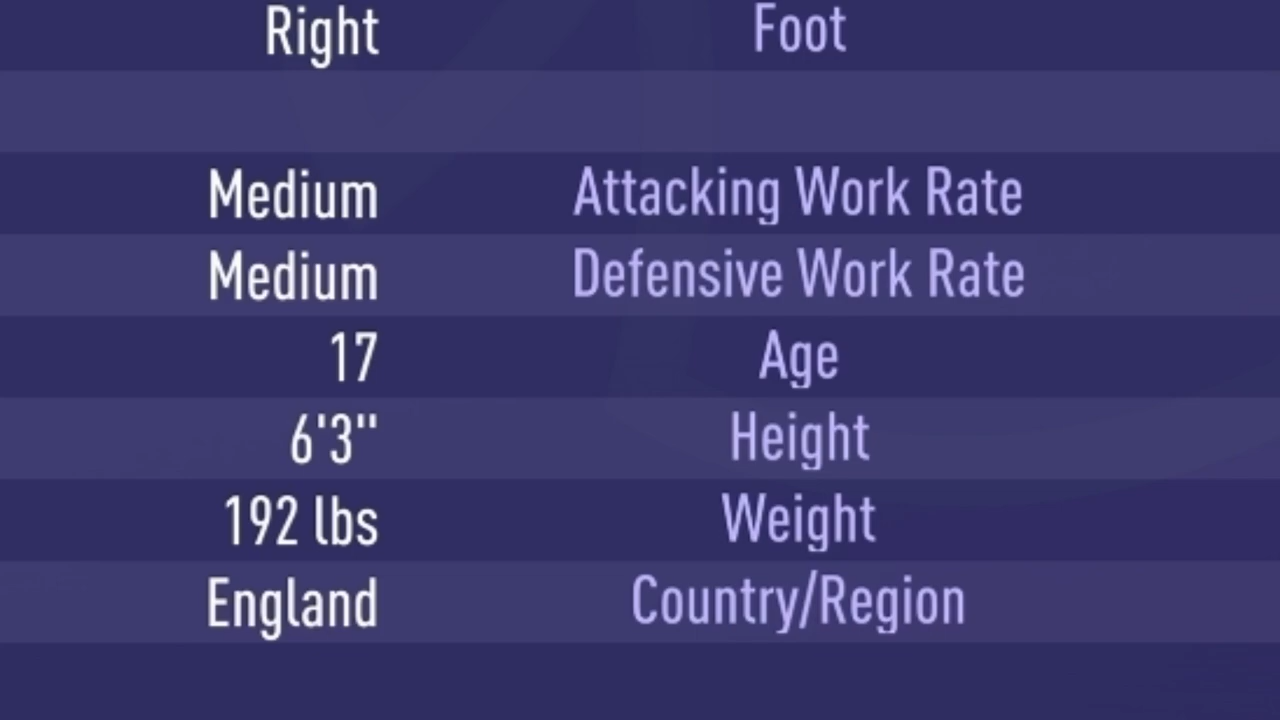 Right Foot
Medium Attacking Work Rate
Medium Defensive Work Rate
17 Age
6'3" Height
192 lbs Weight
England Country/Region